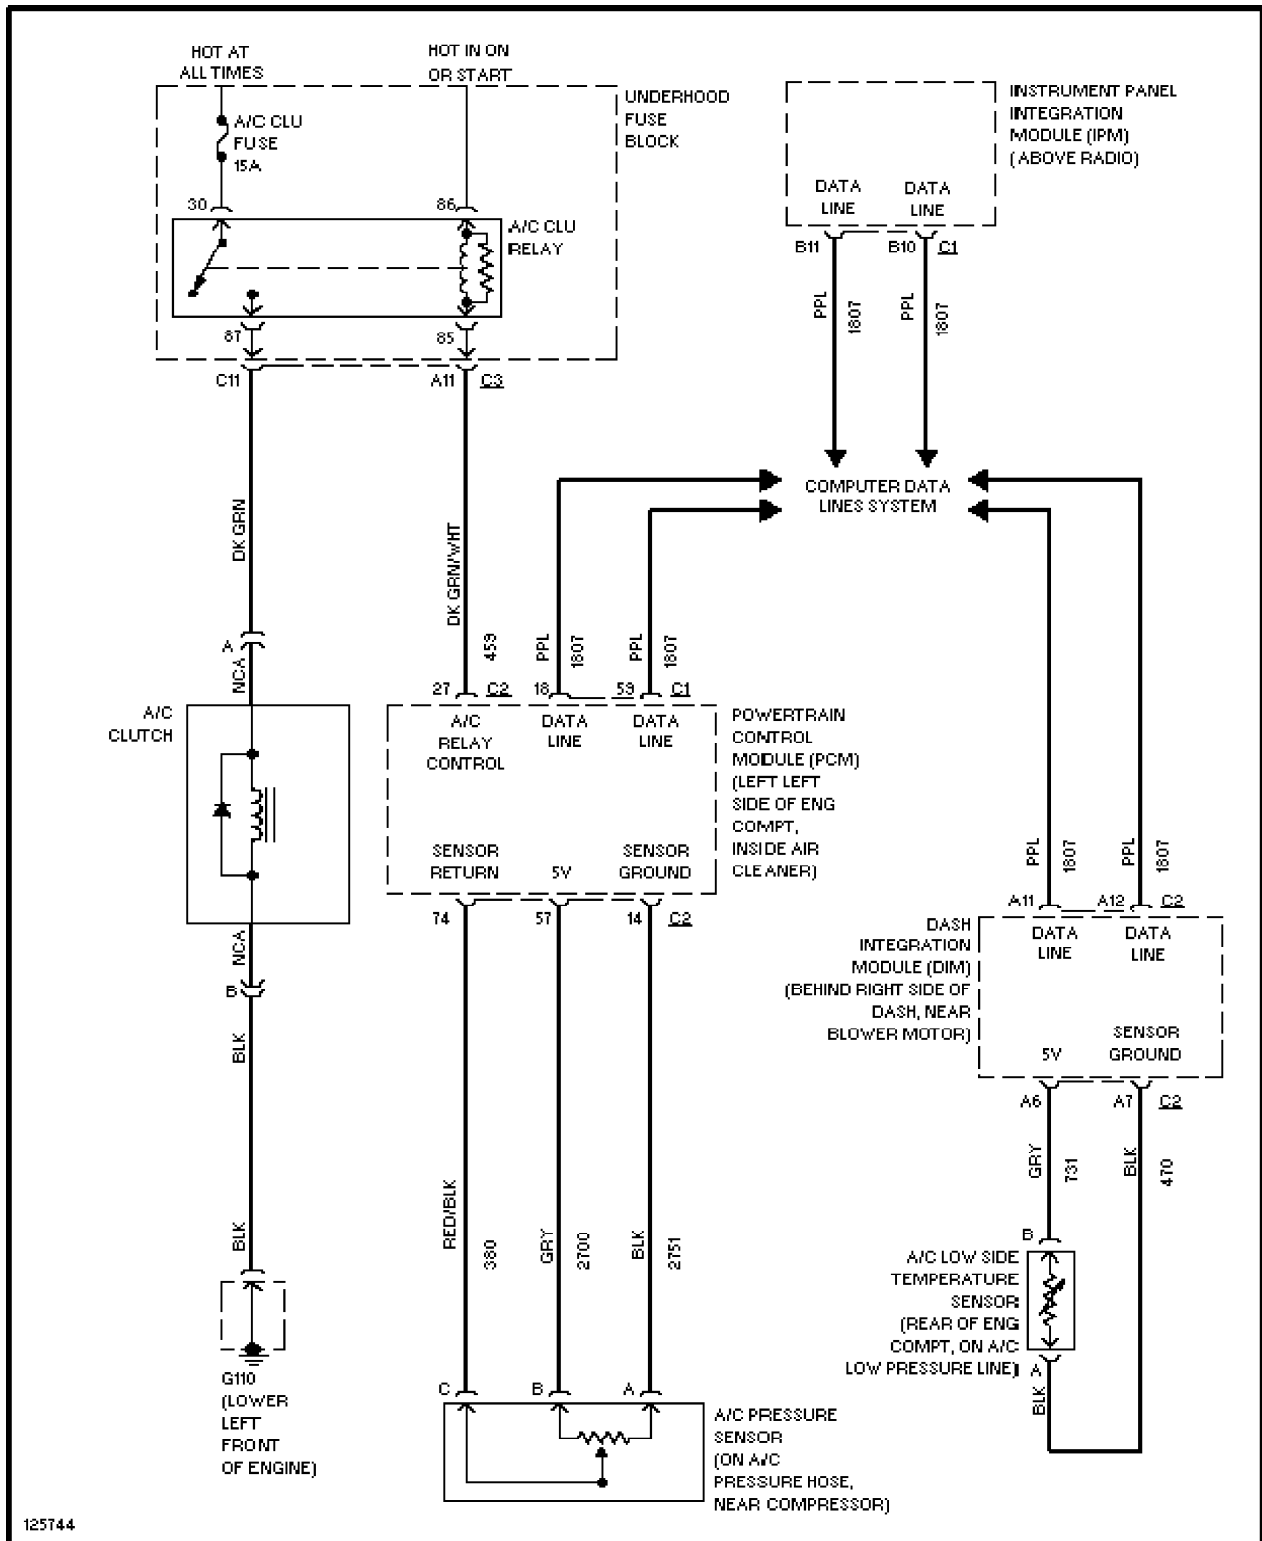 HOT AT
ALL TIMES
HOT IN ON
OR START
UNDERHOOD
FUSE
BLOCK
A/C CLU
FUSE
15A
30
86
A/C CLU
RELAY
87
85
C11
A11
C3
INSTRUMENT PANEL
INTEGRATION
MODULE (IPM)
(ABOVE RADIO)
DATA
LINE
DATA
LINE
B11
B10
C1
PPL
1807
PPL
1807
COMPUTER DATA
LINES SYSTEM
DK GRN
DK GRN/WHT
459
PPL
1807
PPL
1807
A
NCA
27
C2
18
59
C1
A/C
CLUTCH
A/C
RELAY
CONTROL
DATA
LINE
DATA
LINE
POWERTRAIN
CONTROL
MODULE (PCM)
(LEFT LEFT
SIDE OF ENG
COMPT,
INSIDE AIR
CLEANER)
SENSOR
RETURN
5V
SENSOR
GROUND
74
57
14
C2
NCA
B
BLK
BLK
PPL
1807
PPL
1807
A11
A12
C2
DASH
INTEGRATION
MODULE (DIM)
(BEHIND RIGHT SIDE OF
DASH, NEAR
BLOWER MOTOR)
DATA
LINE
DATA
LINE
5V
SENSOR
GROUND
A6
A7
C2
GRY
731
BLK
470
RED/BLK
380
GRY
2700
BLK
2751
B
A/C LOW SIDE
TEMPERATURE
SENSOR
(REAR OF ENG
COMPT, ON A/C
LOW PRESSURE LINE)
A
BLK
G110
(LOWER
LEFT
FRONT
OF ENGINE)
C
B
A
A/C PRESSURE
SENSOR
(ON A/C
PRESSURE HOSE,
NEAR COMPRESSOR)
125744